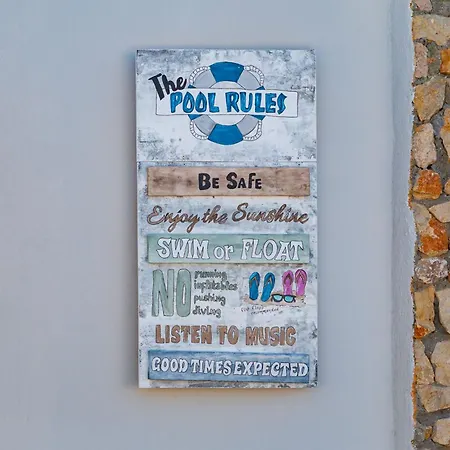 The
POOL RULES
BE SAFE
Enjoy the Sunshine
SWIM or FLOAT
NO running
inflatables
pushing
diving
LISTEN TO MUSIC
GOOD TIMES EXPECTED